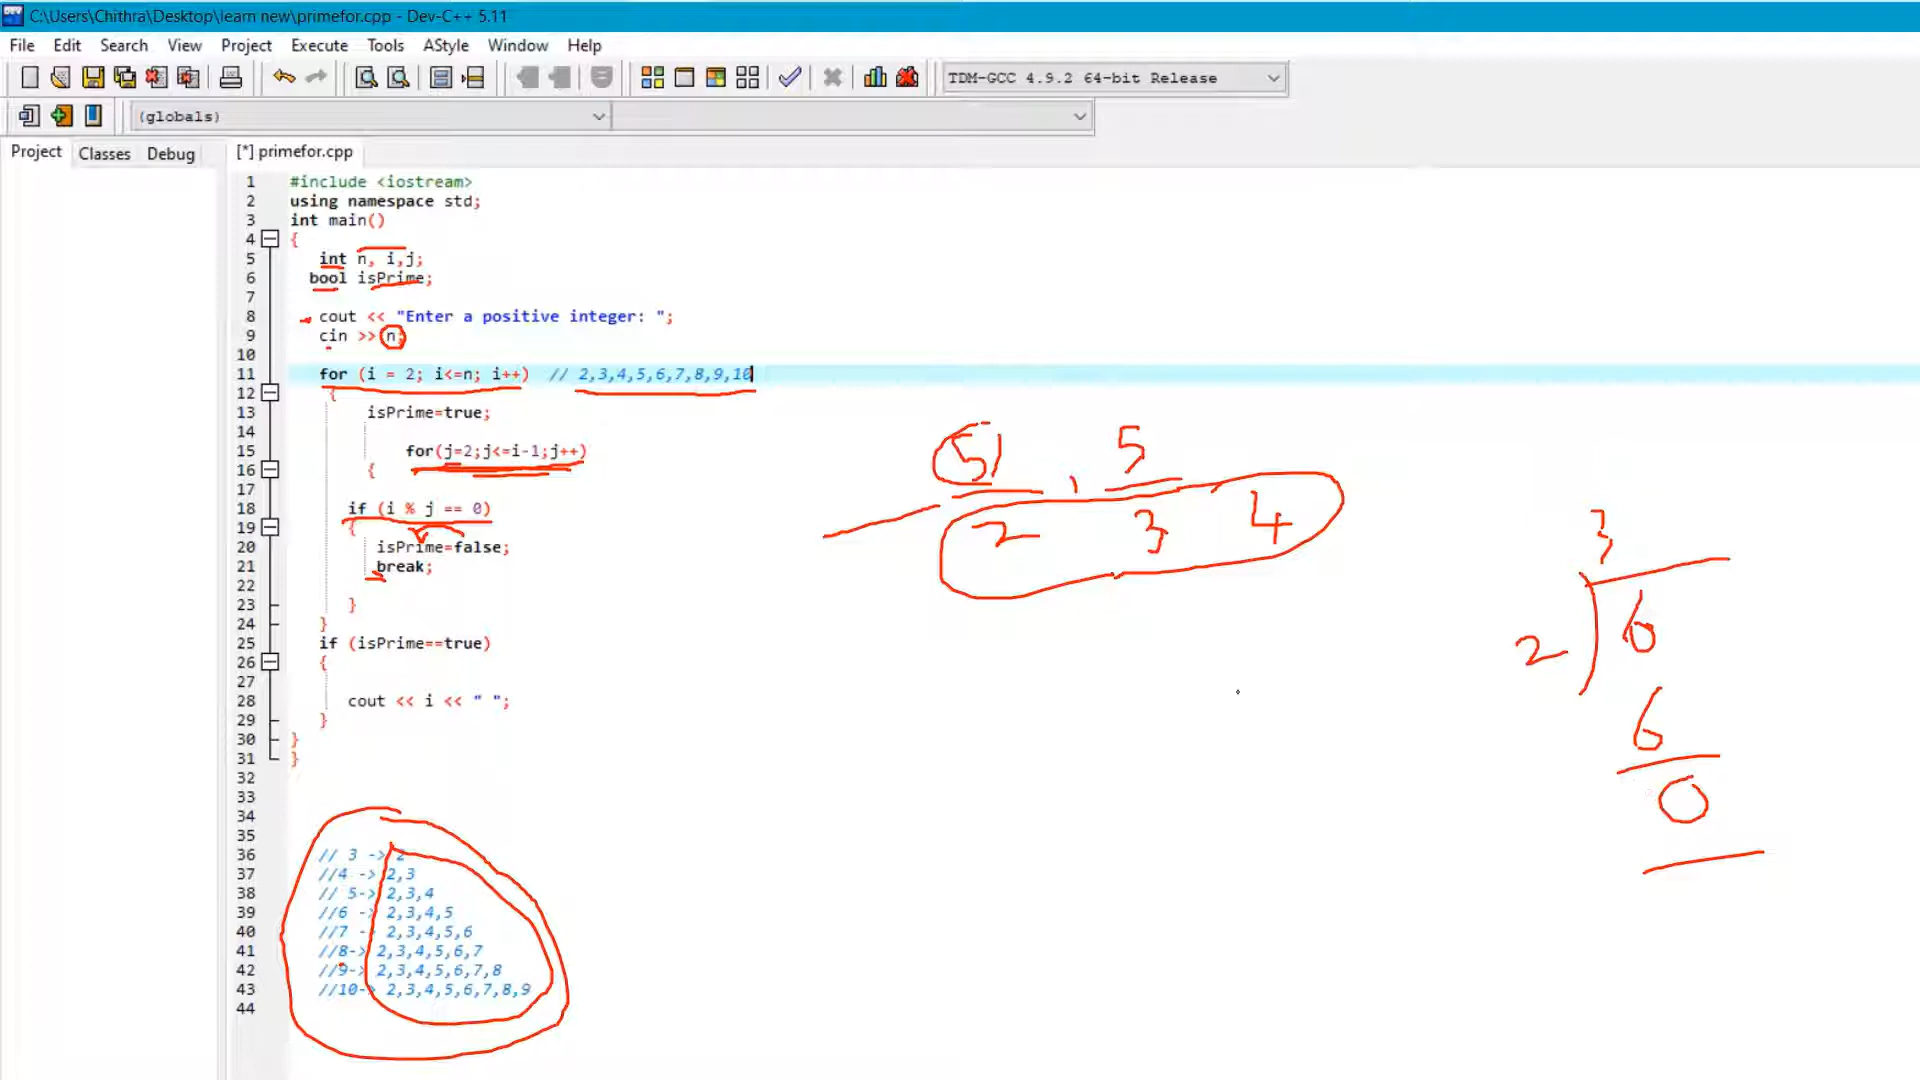 C:\Users\Chithra\Desktop\learn new\primefor.cpp - Dev-C++ 5.11
File Edit Search View Project Execute Tools AStyle Window Help
TDM-GCC 4.9.2 64-bit Release
(globals)
Project Classes Debug [*] primefor.cpp
1 #include <iostream>
2 using namespace std;
3 int main()
4 {
5 int n, i,j;
6 bool isPrime;
7
8 cout << "Enter a positive integer: ";
9 cin >> n;
10
11 for (i = 2; i<=n; i++) // 2,3,4,5,6,7,8,9,10
12 {
13 isPrime=true;
14
15 for(j=2;j<=i-1;j++)
16 {
17
18 if (i % j == 0)
19 {
20 isPrime=false;
21 break;
22
23 }
24 }
25 if (isPrime==true)
26 {
27
28 cout << i << " ";
29 }
30 }
31 }
32
33
34
35
36 // 3 -> 2
37 //4 -> 2,3
38 // 5-> 2,3,4
39 //6 -> 2,3,4,5
40 //7 -> 2,3,4,5,6
41 //8-> 2,3,4,5,6,7
42 //9-> 2,3,4,5,6,7,8
43 //10-> 2,3,4,5,6,7,8,9
44
5 5
2 3 4
3
2 6
6
0